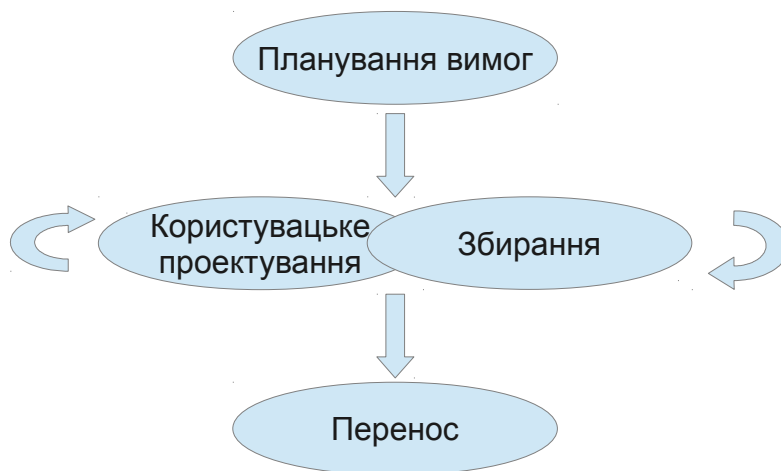 Планування вимог
Користувацьке
проектування
Збирання
Перенос